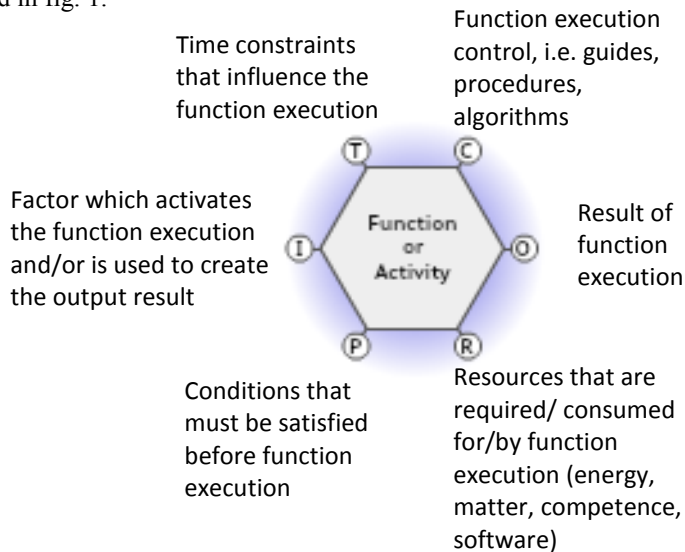 d in fig. 1.
Time constraints
that influence the
function execution
Function execution
control, i.e. guides,
procedures,
algorithms
T
C
Factor which activates
the function execution
and/or is used to create
the output result
I
Function
or
Activity
O
Result of
function
execution
P
R
Conditions that
must be satisfied
before function
execution
Resources that are
required/ consumed
for/by function
execution (energy,
matter, competence,
software)